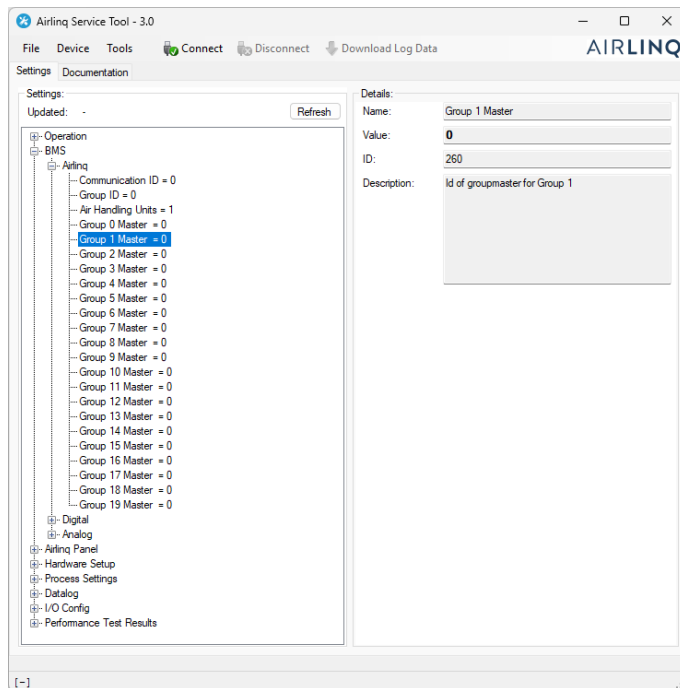 Airlinq Service Tool - 3.0
File Device Tools Connect Disconnect Download Log Data AIRLINQ
Settings Documentation
Settings:
Updated: - Refresh
Operation
BMS
Airlinq
Communication ID = 0
Group ID = 0
Air Handling Units = 1
Group 0 Master = 0
Group 1 Master = 0
Group 2 Master = 0
Group 3 Master = 0
Group 4 Master = 0
Group 5 Master = 0
Group 6 Master = 0
Group 7 Master = 0
Group 8 Master = 0
Group 9 Master = 0
Group 10 Master = 0
Group 11 Master = 0
Group 12 Master = 0
Group 13 Master = 0
Group 14 Master = 0
Group 15 Master = 0
Group 16 Master = 0
Group 17 Master = 0
Group 18 Master = 0
Group 19 Master = 0
Digital
Analog
Airlinq Panel
Hardware Setup
Process Settings
Datalog
I/O Config
Performance Test Results
Details:
Name: Group 1 Master
Value: 0
ID: 260
Description: Id of groupmaster for Group 1
[-]